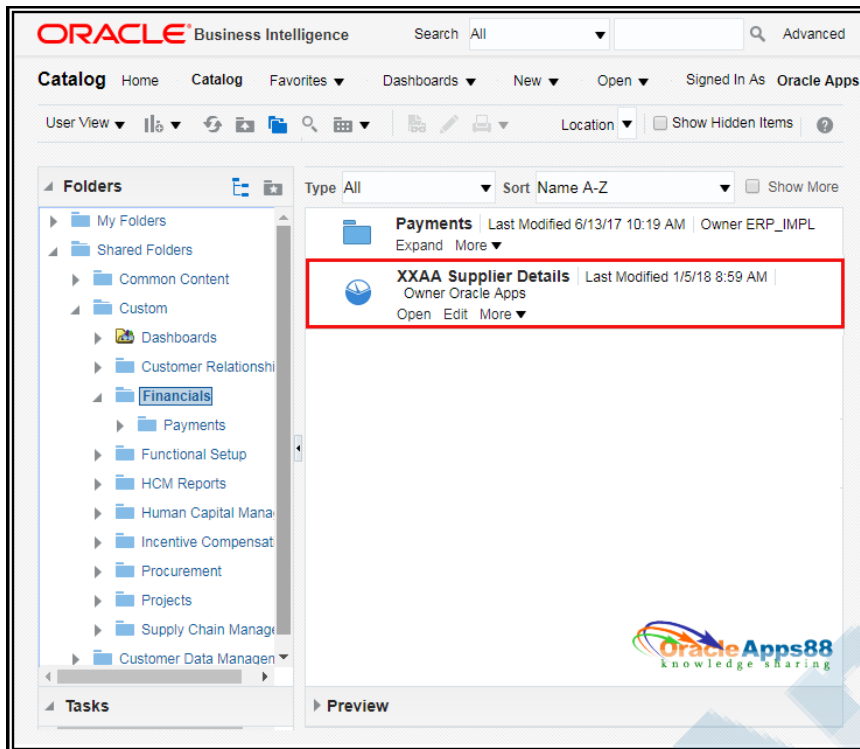 ORACLE® Business Intelligence Search All Advanced
Catalog Home Catalog Favorites Dashboards New Open Signed In As Oracle Apps
User View Location Show Hidden Items
Folders
My Folders
Shared Folders
Common Content
Custom
Dashboards
Customer Relationshi
Financials
Payments
Functional Setup
HCM Reports
Human Capital Mana
Incentive Compensat
Procurement
Projects
Supply Chain Manage
Customer Data Managen
Tasks
Type All Sort Name A-Z Show More
Payments Last Modified 6/13/17 10:19 AM Owner ERP_IMPL
Expand More
XXAA Supplier Details Last Modified 1/5/18 8:59 AM
Owner Oracle Apps
Open Edit More
OracleApps88
knowledge sharing
Preview